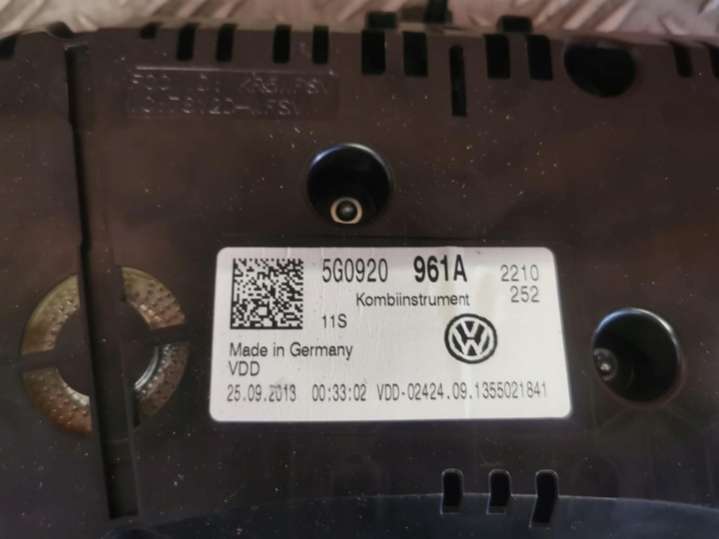 5G0920 961A 2210
Kombiinstrument 252
11S
Made in Germany
VDD
25.09.2013 00:33:02 VDD-02424.09.1355021841